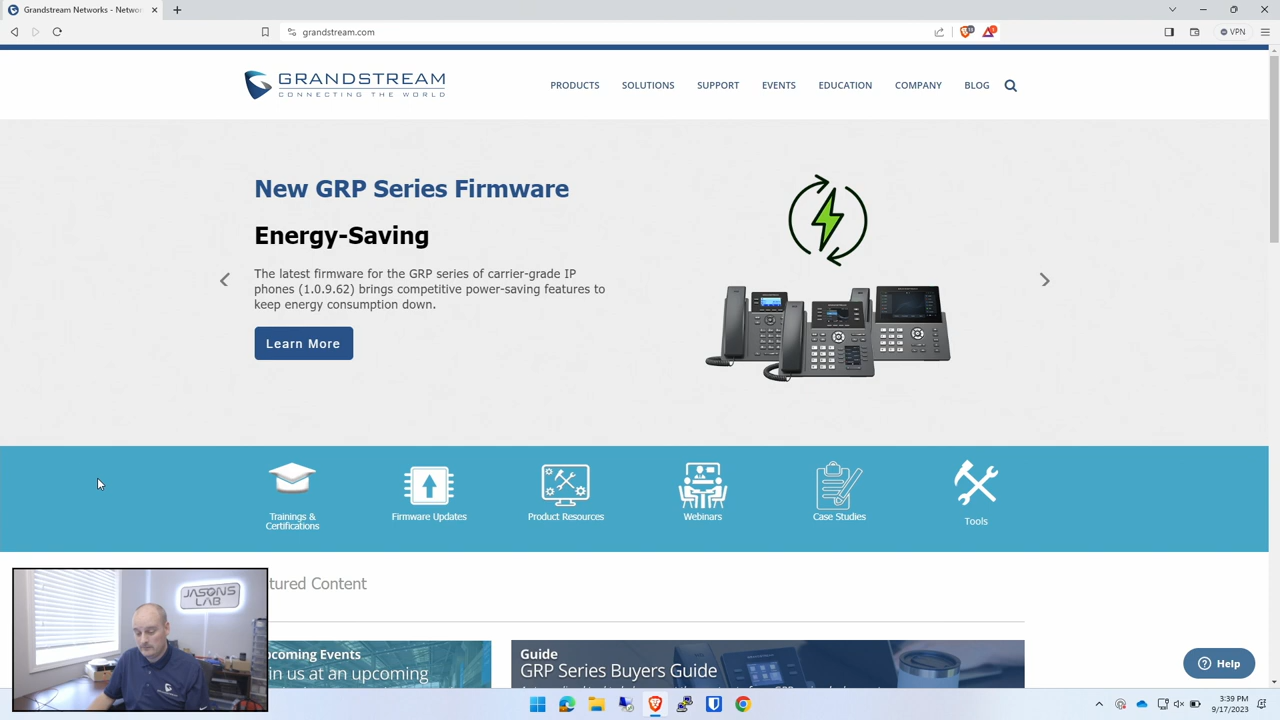 Grandstream Networks - Networ
grandstream.com
VPN
GRANDSTREAM
CONNECTING THE WORLD
PRODUCTS
SOLUTIONS
SUPPORT
EVENTS
EDUCATION
COMPANY
BLOG
New GRP Series Firmware
Energy-Saving
The latest firmware for the GRP series of carrier-grade IP
phones (1.0.9.62) brings competitive power-saving features to
keep energy consumption down.
Learn More
Trainings &
Certifications
Firmware Updates
Product Resources
Webinars
Case Studies
Tools
tured Content
JASONS
LAB
coming Events
in us at an upcoming
Guide
GRP Series Buyers Guide
Help
3:39 PM
9/17/2023